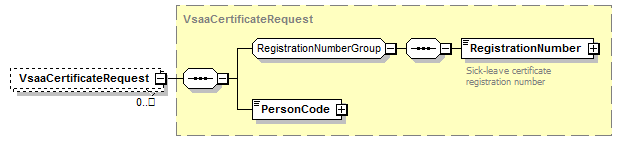 VsaaCertificateRequest
RegistrationNumberGroup
RegistrationNumber
VsaaCertificateRequest
Sick-leave certificate
registration number
0..□
PersonCode